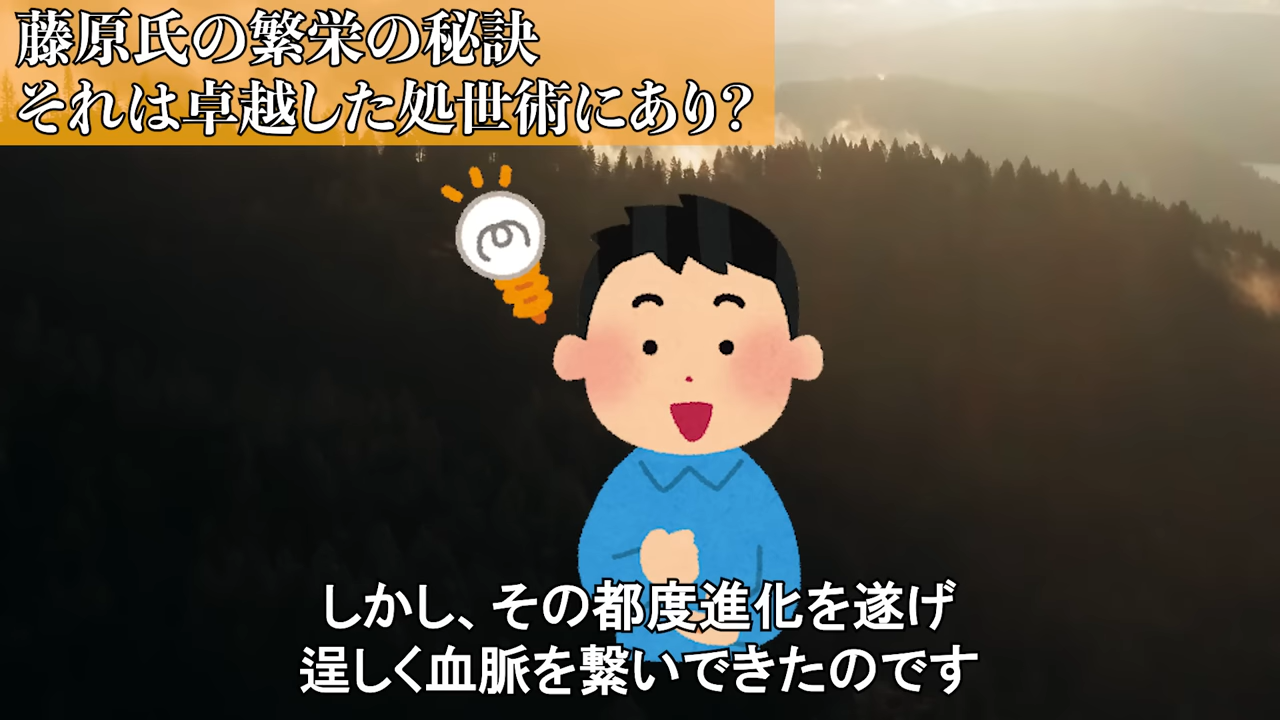 藤原氏の繁栄の秘訣
それは卓越した処世術にあり?
しかし、その都度進化を遂げ
逞しく血脈を繋いできたのです